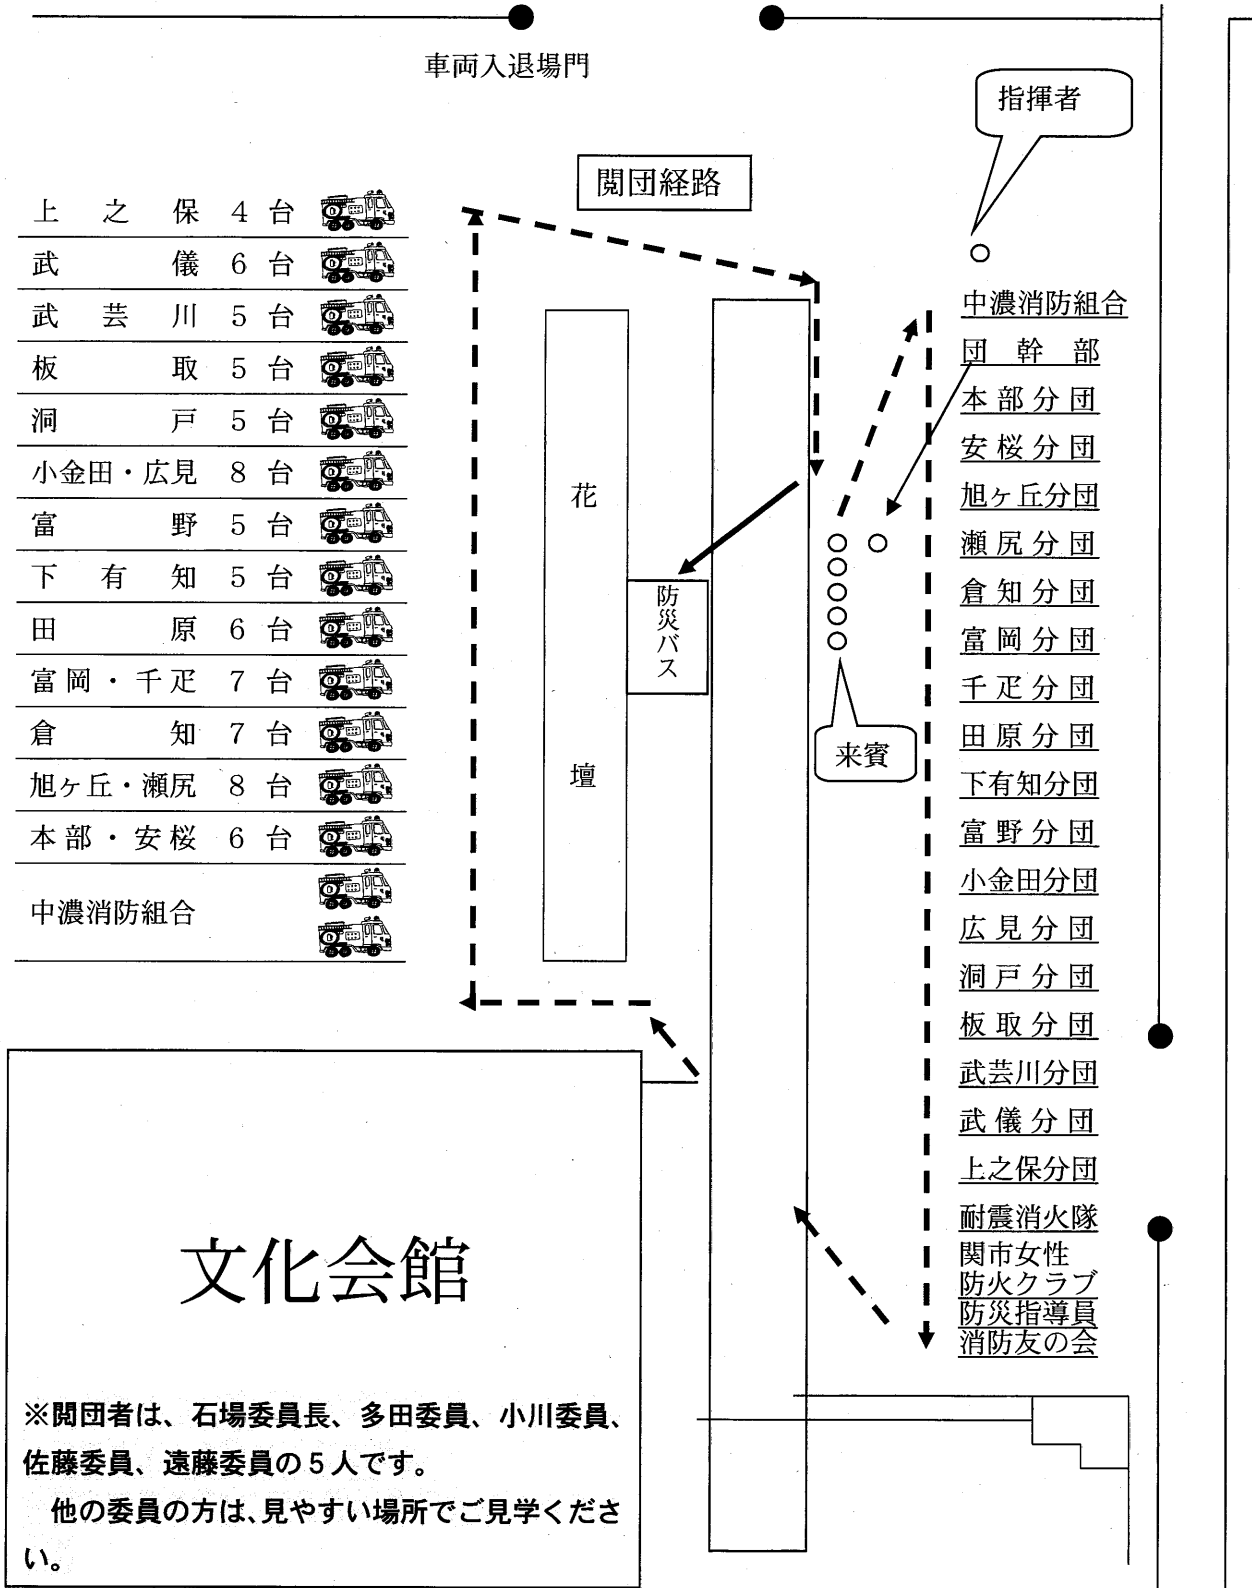 車両入退場門
指揮者
閲団経路
上之保 4台
武儀 6台
武芸川 5台
板取 5台
洞戸 5台
小金田・広見 8台
富野 5台
下有知 5台
田原 6台
富岡・千疋 7台
倉知 7台
旭ヶ丘・瀬尻 8台
本部・安桜 6台
中濃消防組合
花壇
防災バス
来賓
中濃消防組合
団幹部
本部分団
安桜分団
旭ヶ丘分団
瀬尻分団
倉知分団
富岡分団
千疋分団
田原分団
下有知分団
富野分団
小金田分団
広見分団
洞戸分団
板取分団
武芸川分団
武儀分団
上之保分団
耐震消火隊
関市女性
防火クラブ
防災指導員
消防友の会
文化会館
※閲団者は、石場委員長、多田委員、小川委員、
佐藤委員、遠藤委員の5人です。
他の委員の方は、見やすい場所でご見学くださ
い。